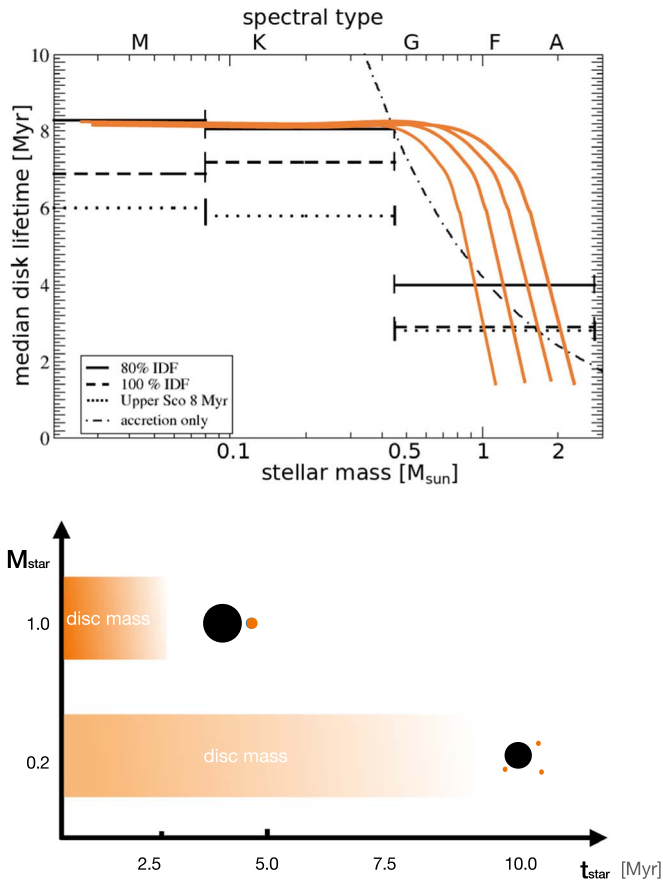 spectral type
M K G F A
10
8
6
4
2
0
median disk lifetime [Myr]
80% IDF
100 % IDF
Upper Sco 8 Myr
accretion only
0.1 0.5 1 2
stellar mass [Msun]
Mstar
1.0
disc mass
0.2
disc mass
2.5 5.0 7.5 10.0
tstar [Myr]